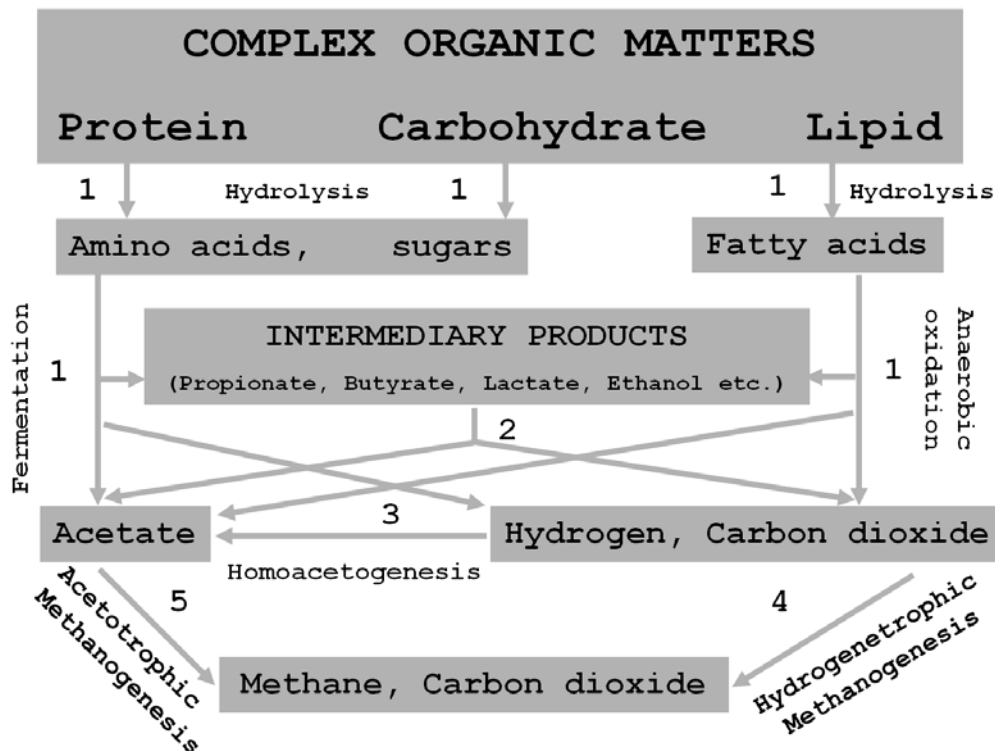 COMPLEX ORGANIC MATTERS
Protein Carbohydrate Lipid
1 Hydrolysis 1 1 Hydrolysis
Amino acids, sugars
Fatty acids
Fermentation
1
INTERMEDIARY PRODUCTS
(Propionate, Butyrate, Lactate, Ethanol etc.)
1
Anaerobic
oxidation
2
Acetate
3
Homoacetogenesis
Hydrogen, Carbon dioxide
Acetotrophic
Methanogenesis
5
4
Hydrogenetrophic
Methanogenesis
Methane, Carbon dioxide